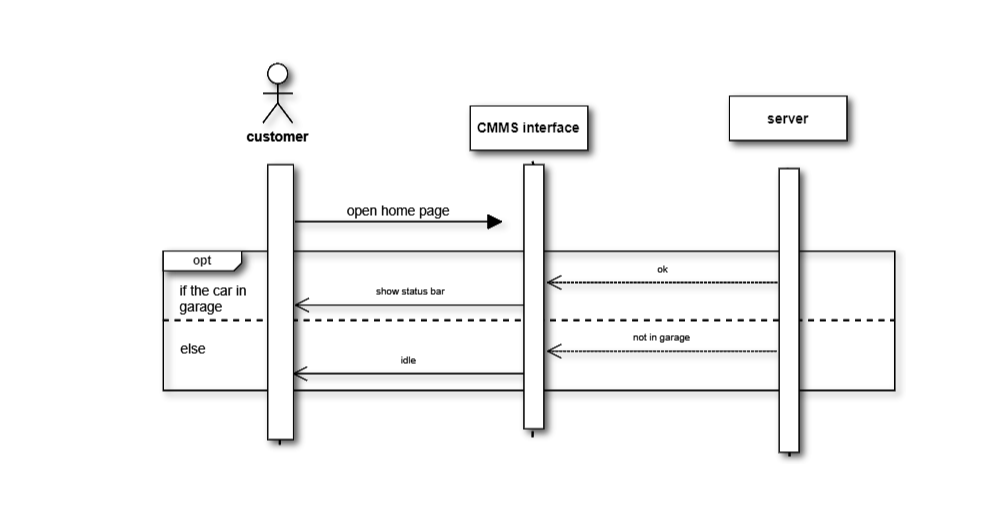 customer
CMMS interface
server
open home page
opt
ok
if the car in
garage
show status bar
not in garage
else
idle